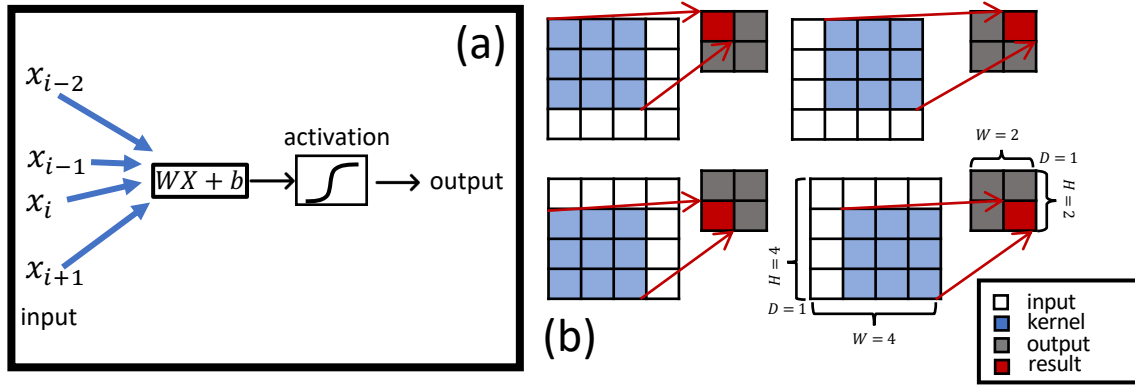 (a)
x_{i-2}
x_{i-1}
x_i
x_{i+1}
input
WX + b
activation
output
(b)
W = 2
D = 1
H = 2
H = 4
D = 1
W = 4
input
kernel
output
result